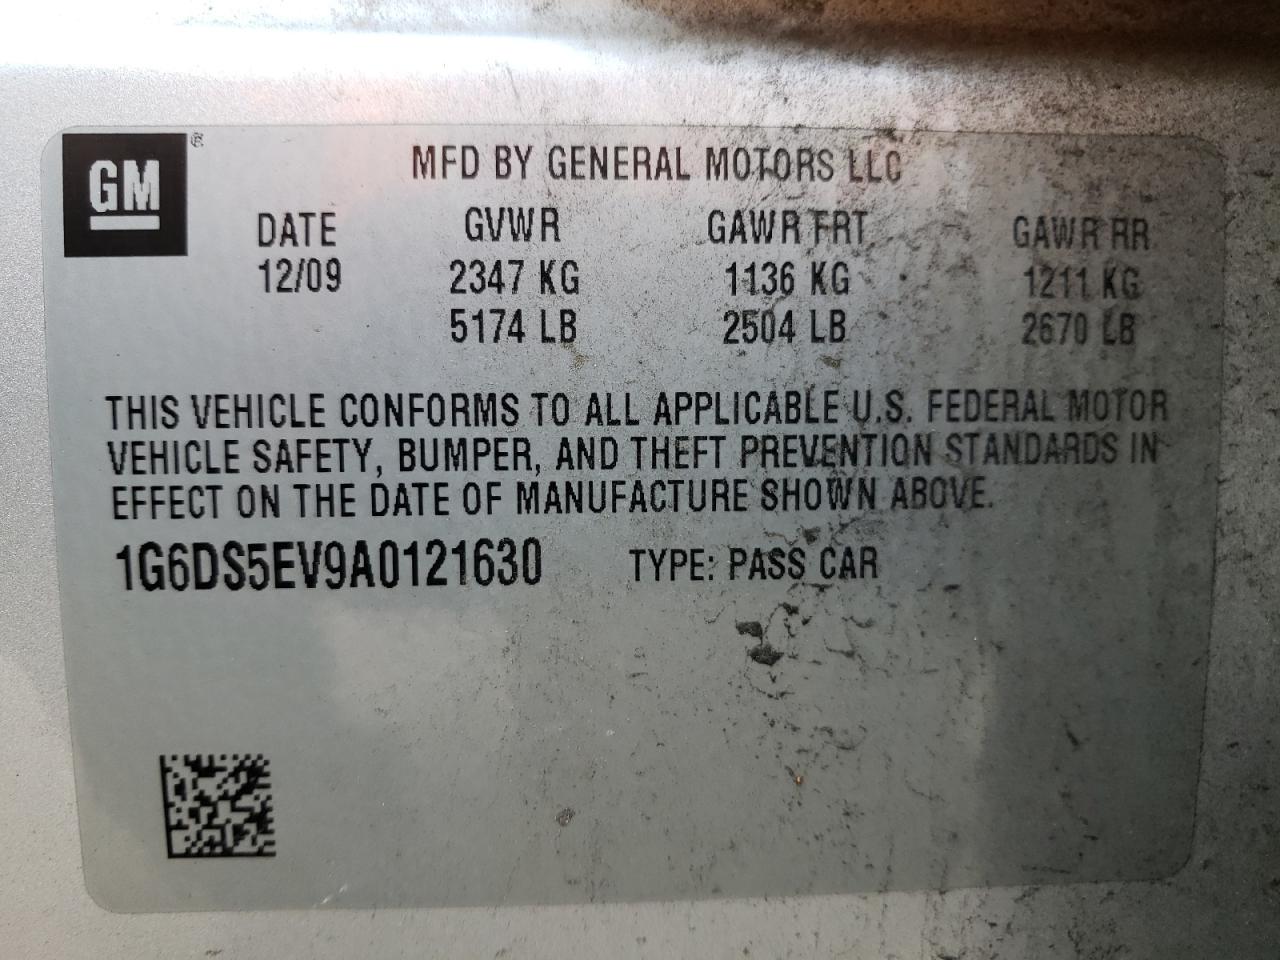 GM ®
MFD BY GENERAL MOTORS LLC
DATE GVWR GAWR FRT GAWR RR
12/09 2347 KG 1136 KG 1211 KG
5174 LB 2504 LB 2670 LB
THIS VEHICLE CONFORMS TO ALL APPLICABLE U.S. FEDERAL MOTOR
VEHICLE SAFETY, BUMPER, AND THEFT PREVENTION STANDARDS IN
EFFECT ON THE DATE OF MANUFACTURE SHOWN ABOVE.
1G6DS5EV9A0121630 TYPE: PASS CAR